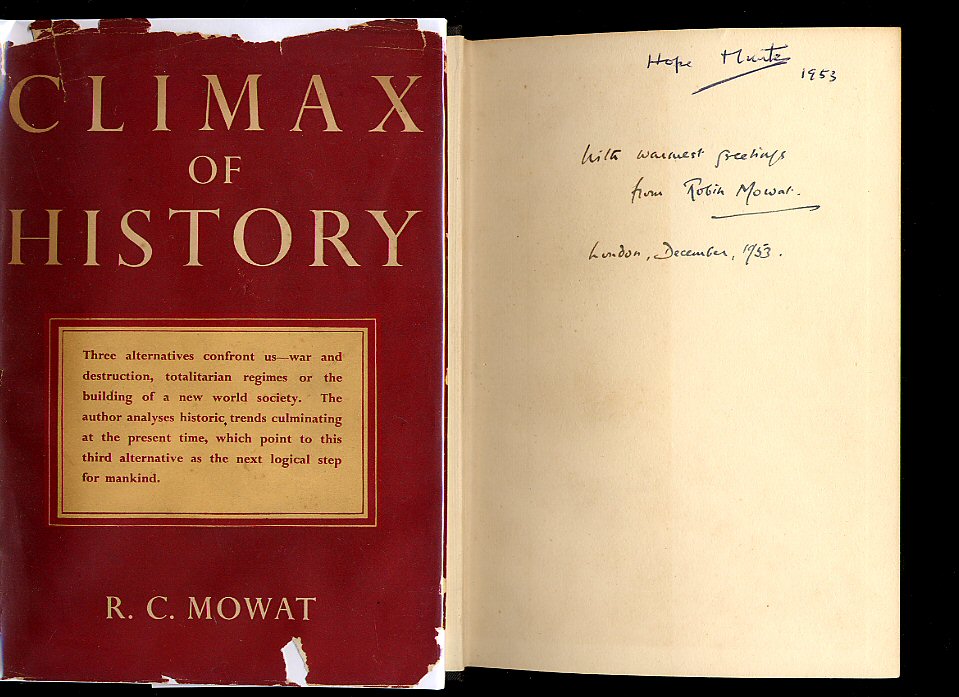 CLIMAX
OF
HISTORY
Three alternatives confront us—war and
destruction, totalitarian regimes or the
building of a new world society. The
author analyses historic trends culminating
at the present time, which point to this
third alternative as the next logical step
for mankind.
R. C. MOWAT
Hope Muntz
1953
With warmest greetings
from Robin Mowat.
London, December, 1953.